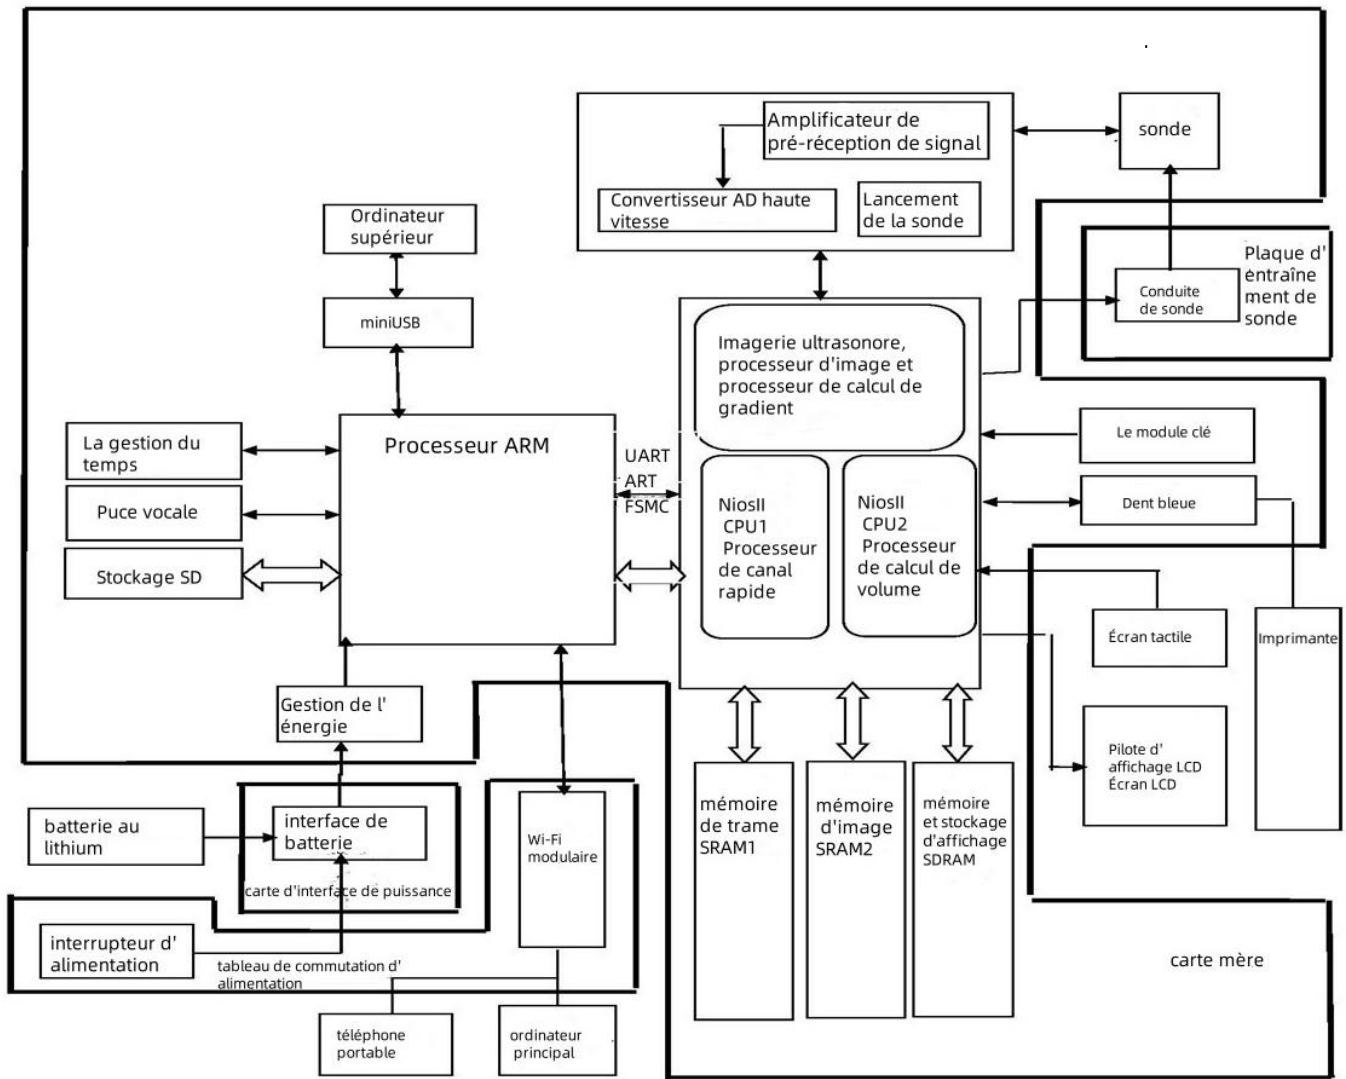 Amplificateur de
pré-réception de signal
sonde
Convertisseur AD haute
vitesse
Lancement
de la sonde
Ordinateur
supérieur
Plaque d'
entraîne
ment de
sonde
Conduite
de sonde
miniUSB
Imagerie ultrasonore,
processeur d'image et
processeur de calcul de
gradient
Le module clé
La gestion du
temps
Processeur ARM
UART
ART
FSMC
Puce vocale
NiosII
CPU1
Processeur
de canal
rapide
NiosII
CPU2
Processeur
de calcul de
volume
Dent bleue
Stockage SD
Écran tactile
Imprimante
Gestion de l'
énergie
Pilote d'
affichage LCD
Écran LCD
mémoire
de trame
SRAM1
mémoire
d'image
SRAM2
mémoire
et stockage
d'affichage
SDRAM
batterie au
lithium
interface de
batterie
Wi-Fi
modulaire
carte d'interface de puissance
interrupteur d'
alimentation
tableau de commutation d'
alimentation
carte mère
téléphone
portable
ordinateur
principal